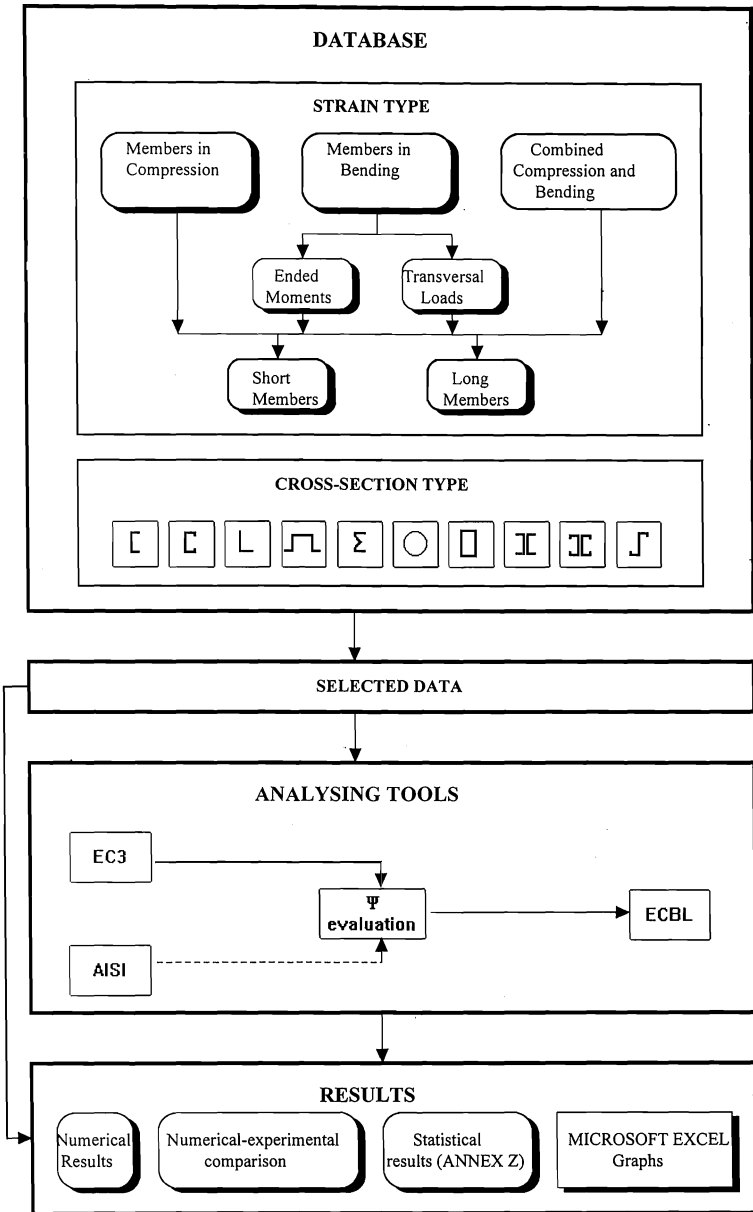 DATABASE
STRAIN TYPE
Members in
Compression
Members in
Bending
Combined
Compression and
Bending
Ended
Moments
Transversal
Loads
Short
Members
Long
Members
CROSS-SECTION TYPE
SELECTED DATA
ANALYSING TOOLS
EC3
Ψ
evaluation
ECBL
AISI
RESULTS
Numerical
Results
Numerical-experimental
comparison
Statistical
results (ANNEX Z)
MICROSOFT EXCEL
Graphs